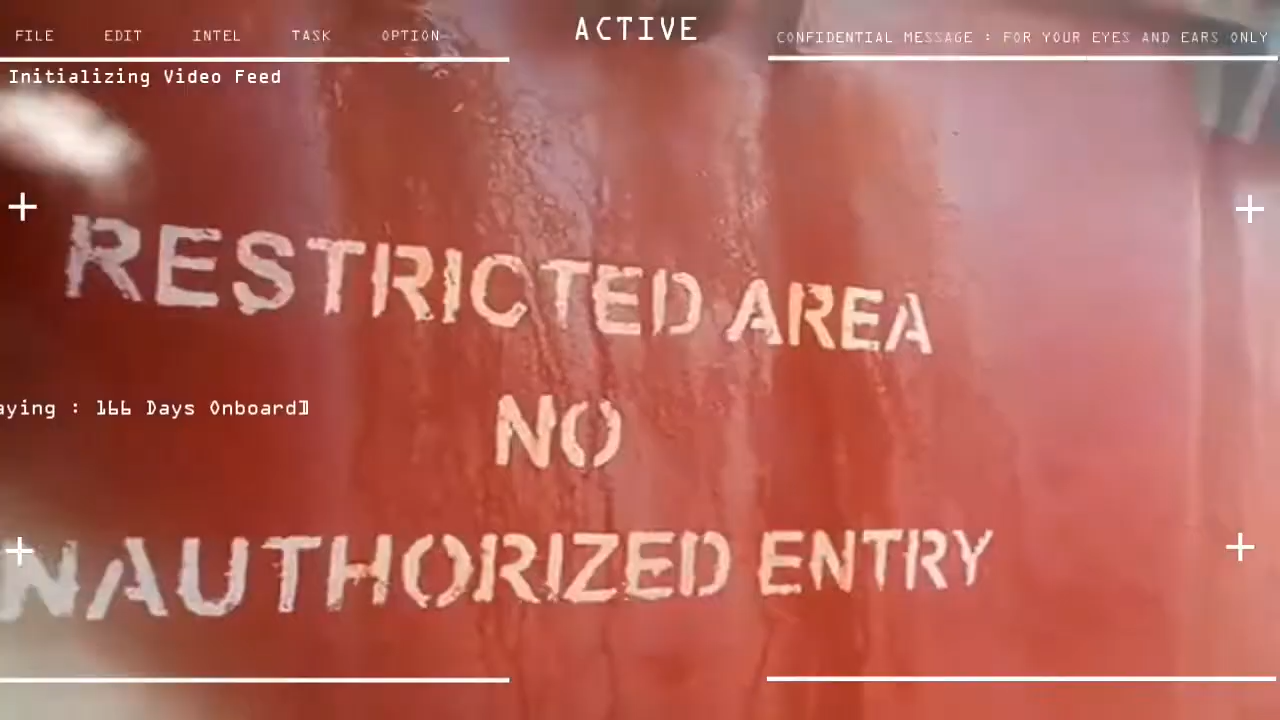 FILE EDIT INTEL TASK OPTION
ACTIVE
CONFIDENTIAL MESSAGE : FOR YOUR EYES AND EARS ONLY
Initializing Video Feed
RESTRICTED AREA
166 Days Onboard]
NO
NAUTHORIZED ENTRY